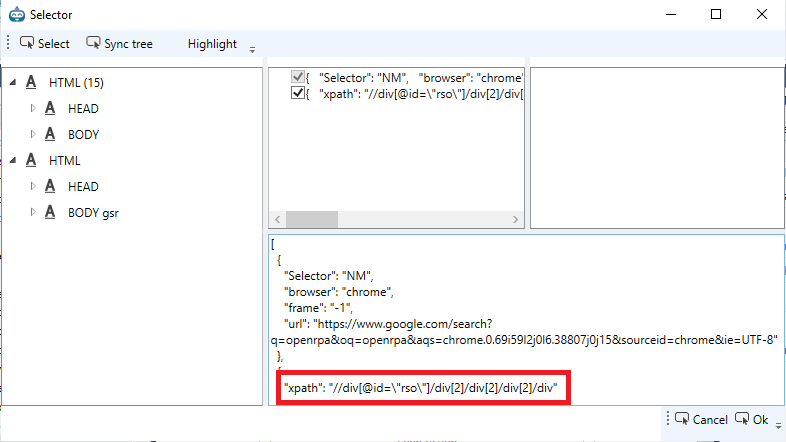 Selector
Select Sync tree Highlight
HTML (15)
HEAD
BODY
HTML
HEAD
BODY gsr
{ "Selector": "NM", "browser": "chrome"
{ "xpath": "//div[@id=\"rso\"]/div[2]/div[
[
{
"Selector": "NM",
"browser": "chrome",
"frame": "-1",
"url": "https://www.google.com/search?
q=openrpa&oq=openrpa&aqs=chrome.0.69i59l2j0l6.38807j0j15&sourceid=chrome&ie=UTF-8"
},
{
"xpath": "//div[@id=\"rso\"]/div[2]/div[2]/div[2]/div"
Cancel Ok